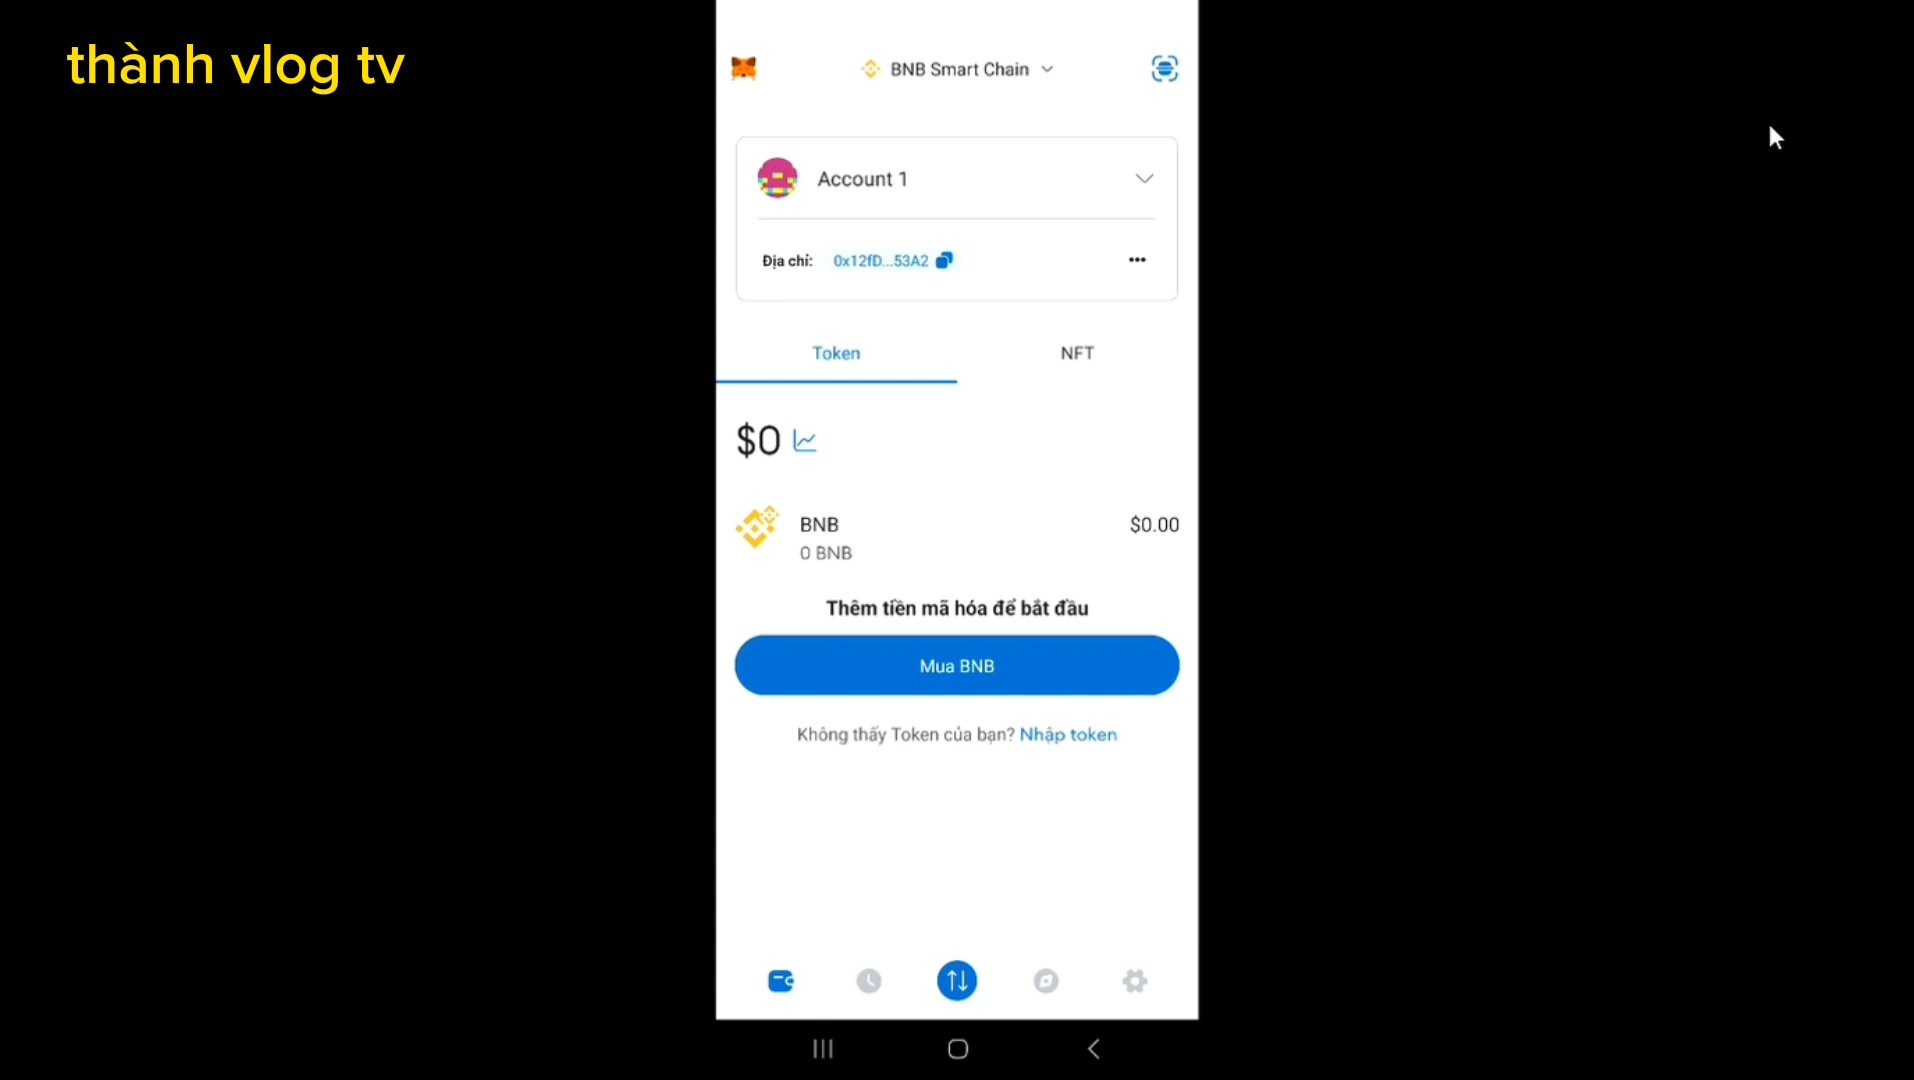 thành vlog tv
BNB Smart Chain
Account 1
Địa chỉ: 0x12fD...53A2
Token NFT
$0
BNB $0.00
0 BNB
Thêm tiền mã hóa để bắt đầu
Mua BNB
Không thấy Token của bạn? Nhập token